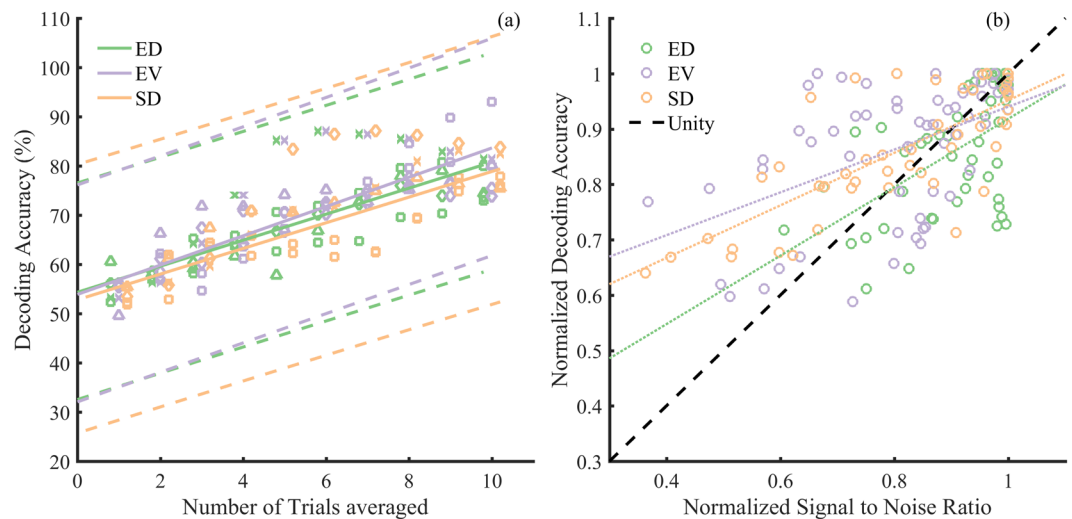 (a)
110
100
90
80
70
60
50
40
30
20
Decoding Accuracy (%)
ED
EV
SD
0
2
4
6
8
10
Number of Trials averaged
(b)
1.1
1
0.9
0.8
0.7
0.6
0.5
0.4
0.3
Normalized Decoding Accuracy
ED
EV
SD
Unity
0.4
0.6
0.8
1
Normalized Signal to Noise Ratio